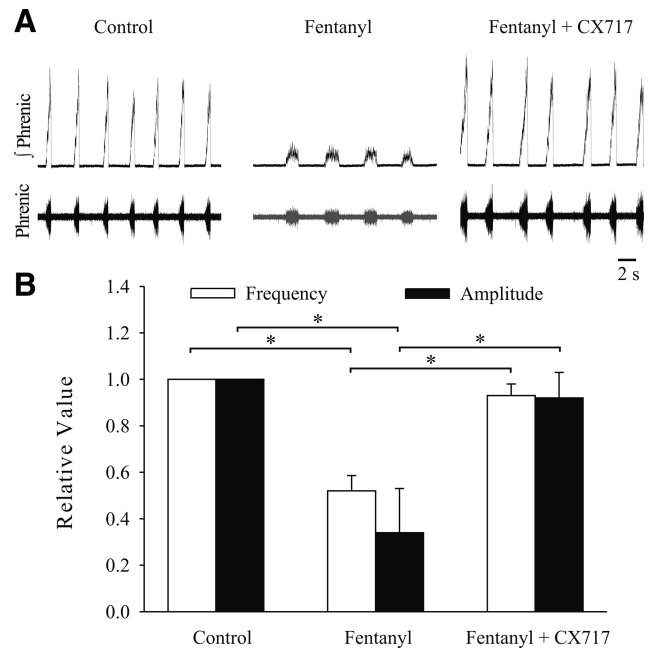 A
Control Fentanyl Fentanyl + CX717
∫ Phrenic
Phrenic
2 s
B
Frequency Amplitude
* *
* *
Relative Value
1.4
1.2
1.0
0.8
0.6
0.4
0.2
0.0
Control Fentanyl Fentanyl + CX717